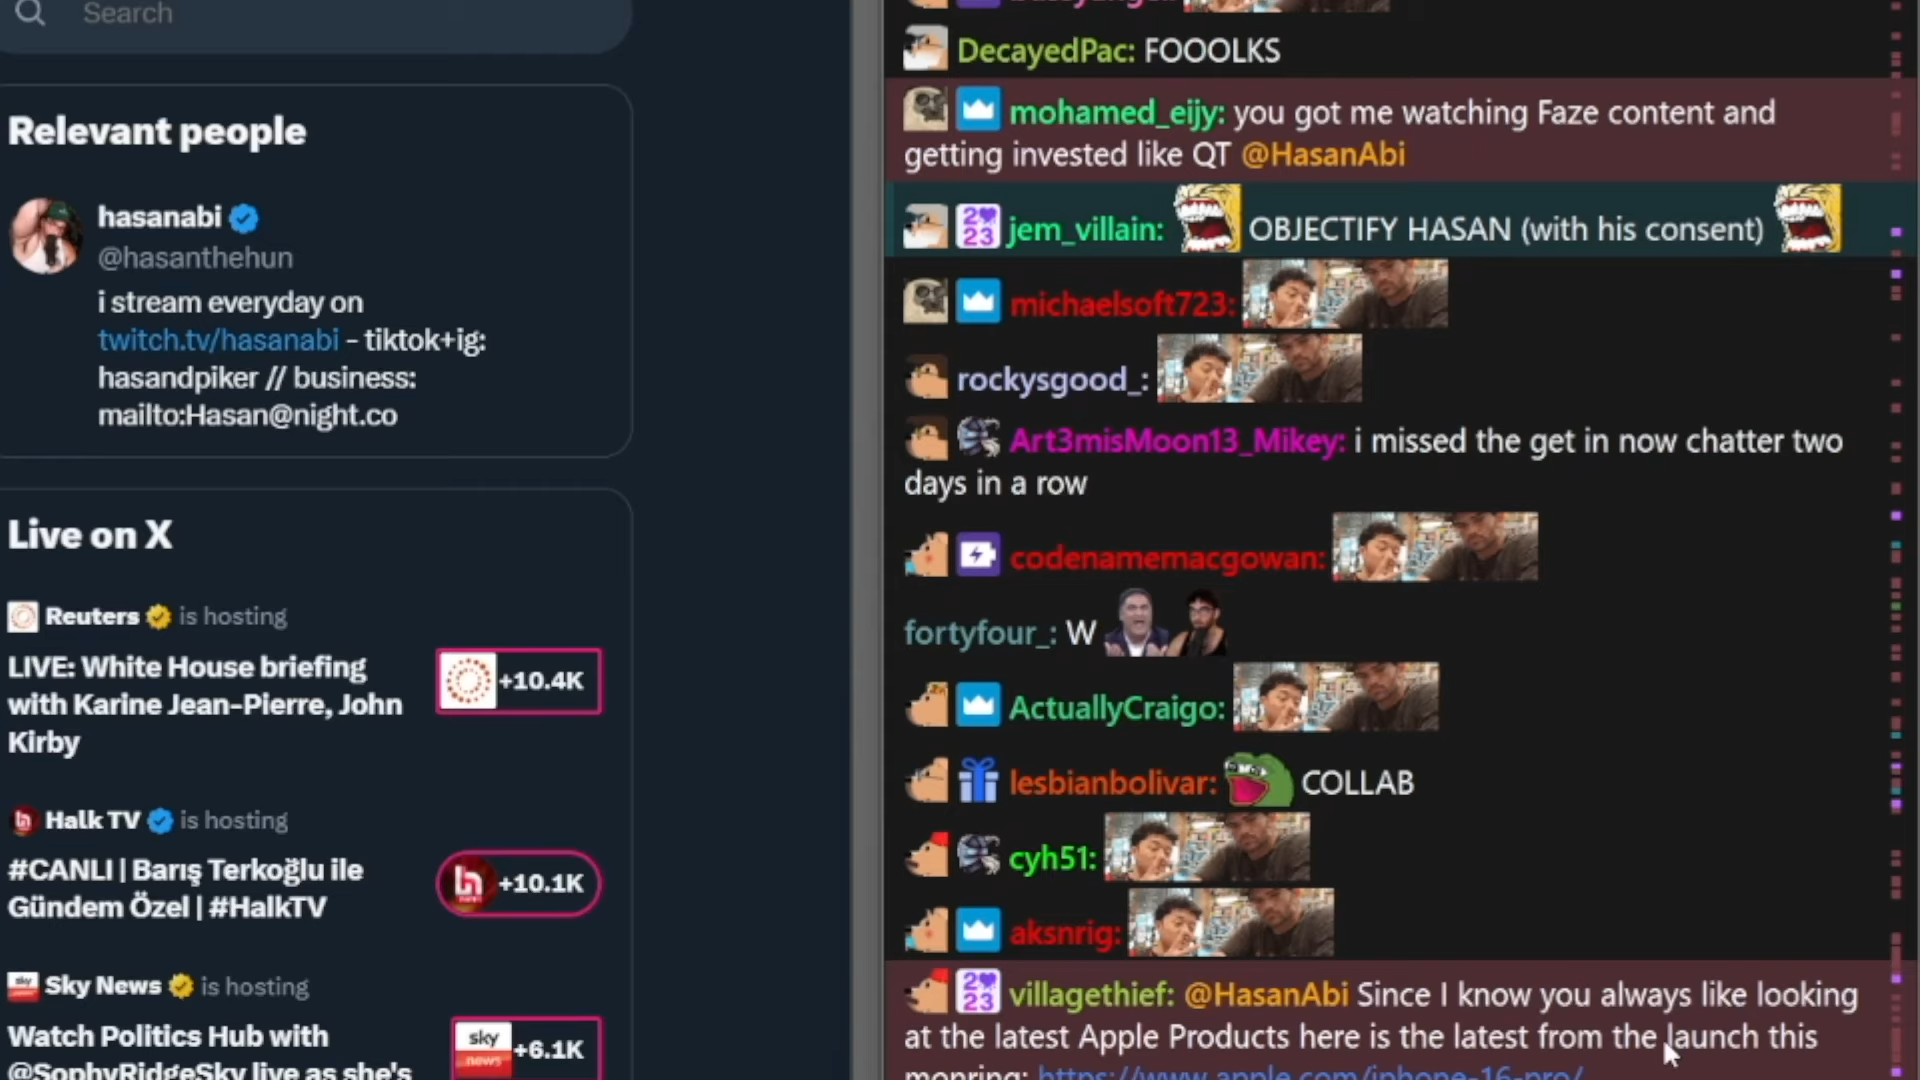 Search
Relevant people
hasanabi
@hasanthehun
i stream everyday on
twitch.tv/hasanabi - tiktok+ig:
hasandpiker // business:
mailto:Hasan@night.co
Live on X
Reuters is hosting
LIVE: White House briefing
with Karine Jean-Pierre, John
Kirby
+10.4K
Halk TV is hosting
#CANLI | Barış Terkoğlu ile
Gündem Özel | #HalkTV
+10.1K
Sky News is hosting
Watch Politics Hub with
@SophyRidgeSky live as she's
sky
news
+6.1K
DecayedPac: FOOOLKS
mohamed_eijy: you got me watching Faze content and
getting invested like QT @HasanAbi
2023 jem_villain: OBJECTIFY HASAN (with his consent)
michaelsoft723:
rockysgood_:
Art3misMoon13_Mikey: i missed the get in now chatter two
days in a row
codenamemacgowan:
fortyfour_: W
ActuallyCraigo:
lesbianbolivar: COLLAB
cyh51:
aksnrig:
2023 villagethief: @HasanAbi Since I know you always like looking
at the latest Apple Products here is the latest from the launch this
monring: https://www.apple.com/iphone-16-pro/